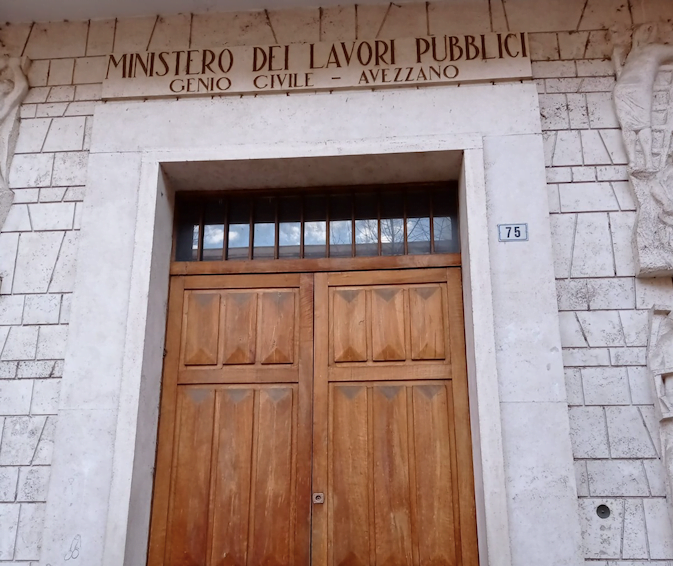 MINISTERO DEI LAVORI PUBBLICI
GENIO CIVILE - AVEZZANO
75